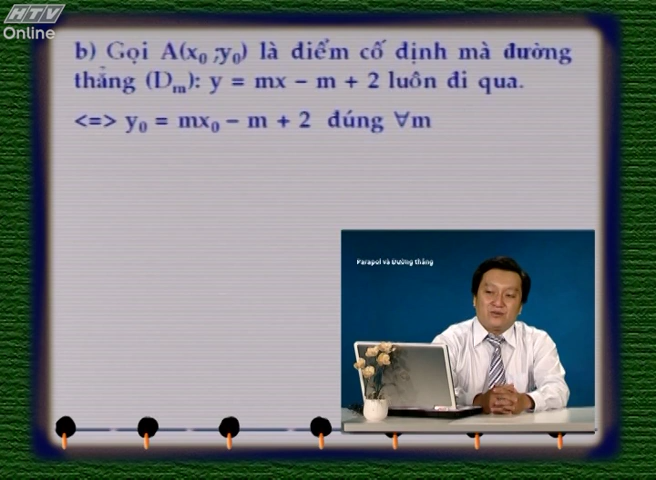 HTV
Online
b) Gọi A(x₀ ;y₀) là điểm cố định mà đường
thẳng (Dₘ): y = mx – m + 2 luôn đi qua.
<=> y₀ = mx₀ – m + 2 đúng ∀m
Parapol và Đường thẳng